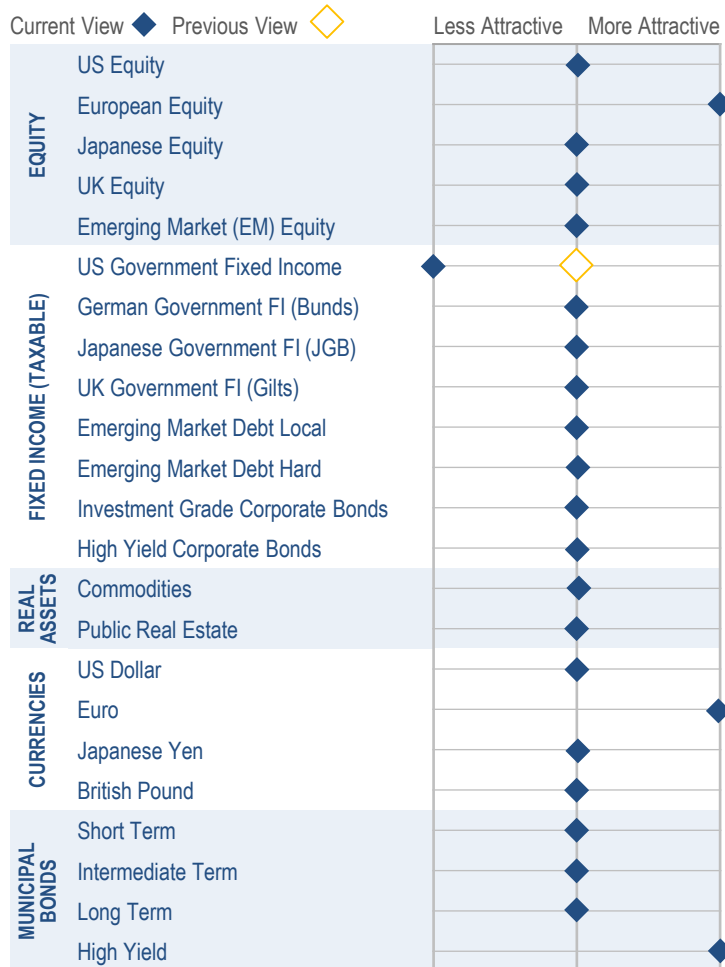 Current View Previous View Less Attractive More Attractive
EQUITY
US Equity
European Equity
Japanese Equity
UK Equity
Emerging Market (EM) Equity
FIXED INCOME (TAXABLE)
US Government Fixed Income
German Government FI (Bunds)
Japanese Government FI (JGB)
UK Government FI (Gilts)
Emerging Market Debt Local
Emerging Market Debt Hard
Investment Grade Corporate Bonds
High Yield Corporate Bonds
REAL
ASSETS
Commodities
Public Real Estate
CURRENCIES
US Dollar
Euro
Japanese Yen
British Pound
MUNICIPAL
BONDS
Short Term
Intermediate Term
Long Term
High Yield